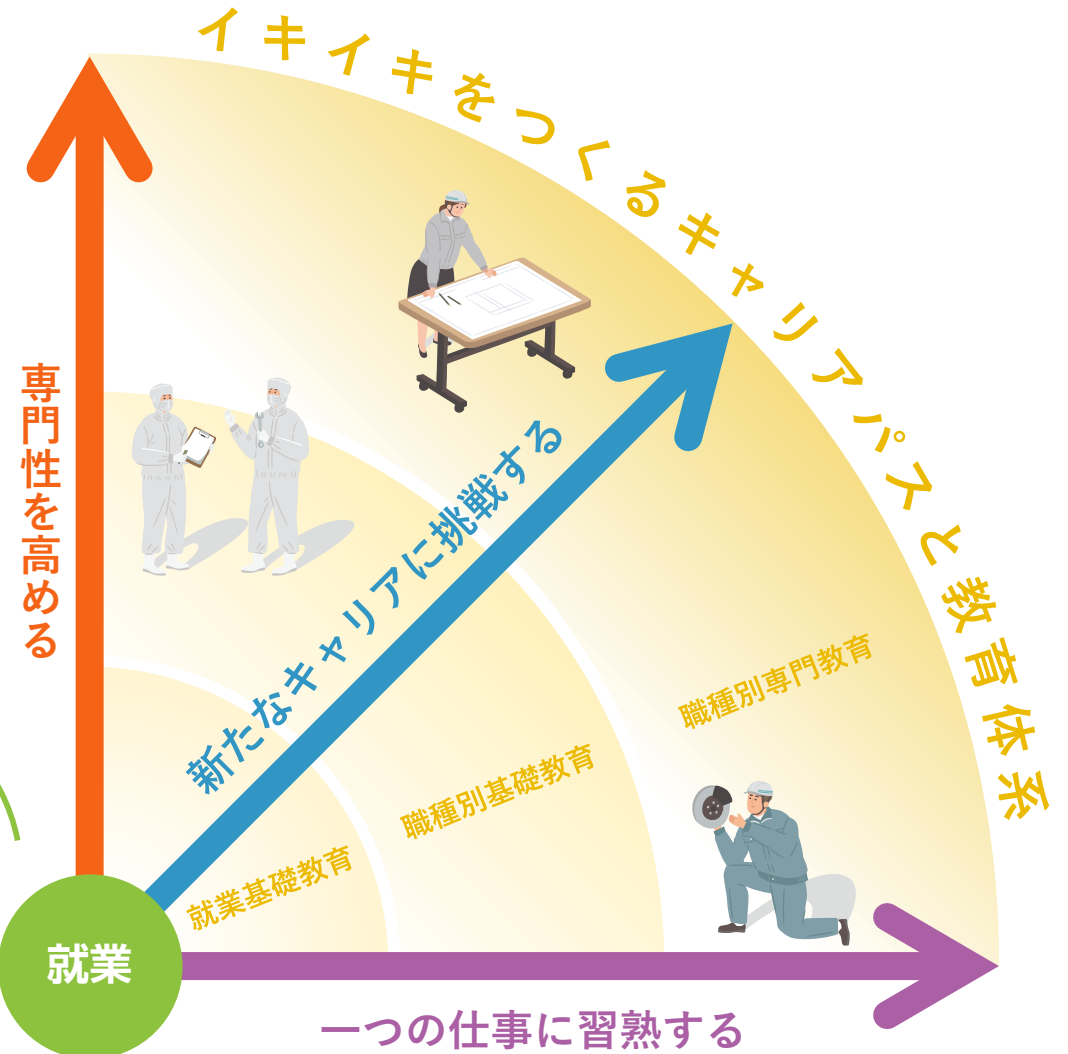 イキイキをつくるキャリアパスと教育体系
専門性を高める
新たなキャリアに挑戦する
職種別専門教育
職種別基礎教育
就業基礎教育
就業
一つの仕事に習熟する